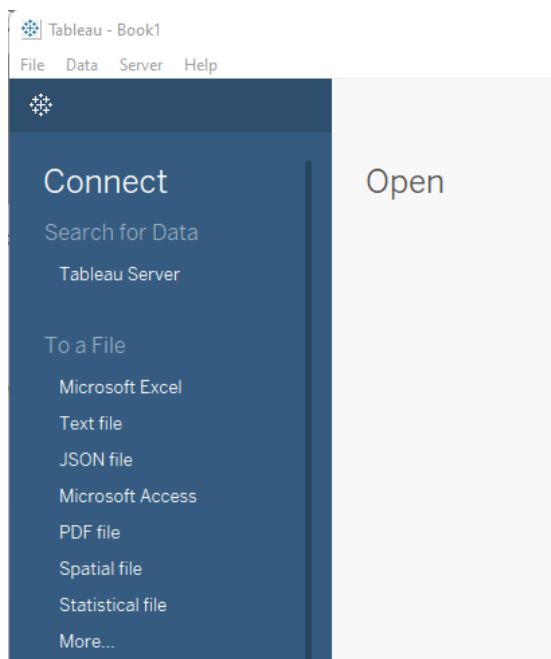 Tableau - Book1
File Data Server Help
Connect
Open
Search for Data
Tableau Server
To a File
Microsoft Excel
Text file
JSON file
Microsoft Access
PDF file
Spatial file
Statistical file
More...